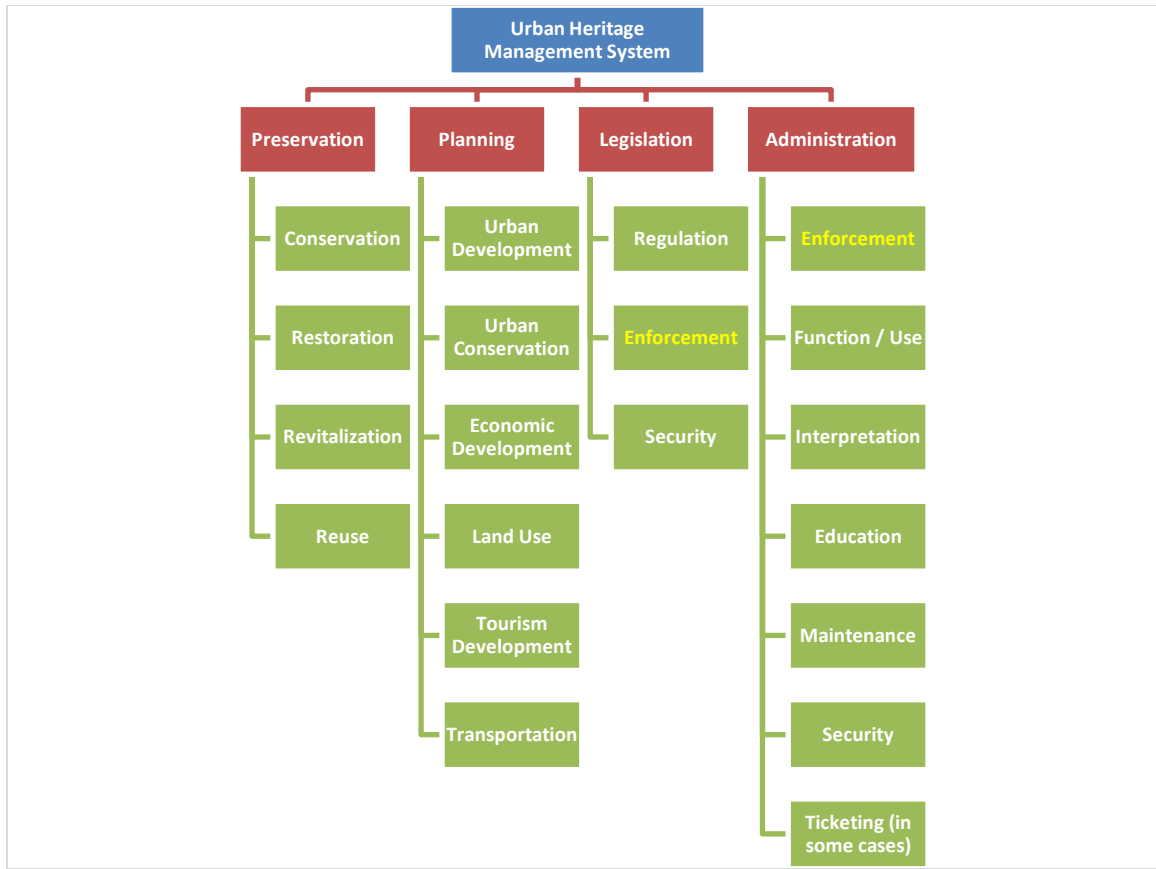 Urban Heritage
Management System
Preservation
Planning
Legislation
Administration
Conservation
Restoration
Revitalization
Reuse
Urban
Development
Urban
Conservation
Economic
Development
Land Use
Tourism
Development
Transportation
Regulation
Enforcement
Security
Enforcement
Function / Use
Interpretation
Education
Maintenance
Security
Ticketing (in
some cases)